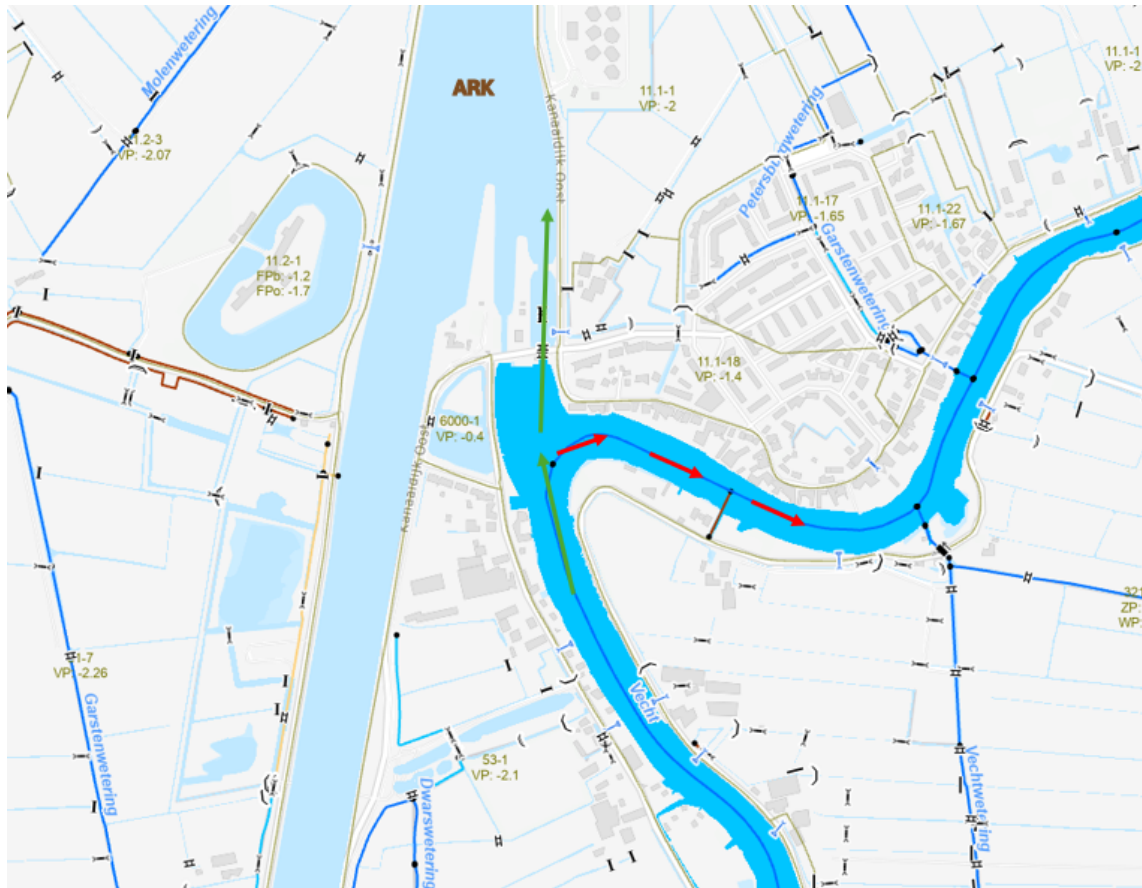 Molenwetering
11.2-3
VP: -2.07
ARK
Kanaaldijk Oost
11.1-1
VP: -2
11.1-1
VP: -2
Petersburgwetering
11.1-17
VP: -1.65
11.1-22
VP: -1.67
Garstenwetering
11.2-1
FPb: -1.2
FPo: -1.7
11.1-18
VP: -1.4
6000-1
VP: -0.4
Kanaaldijk Oost
321
ZP:
WP:
1-7
VP: -2.26
Garstenwetering
Vecht
53-1
VP: -2.1
Dwarswetering
Vechtwetering